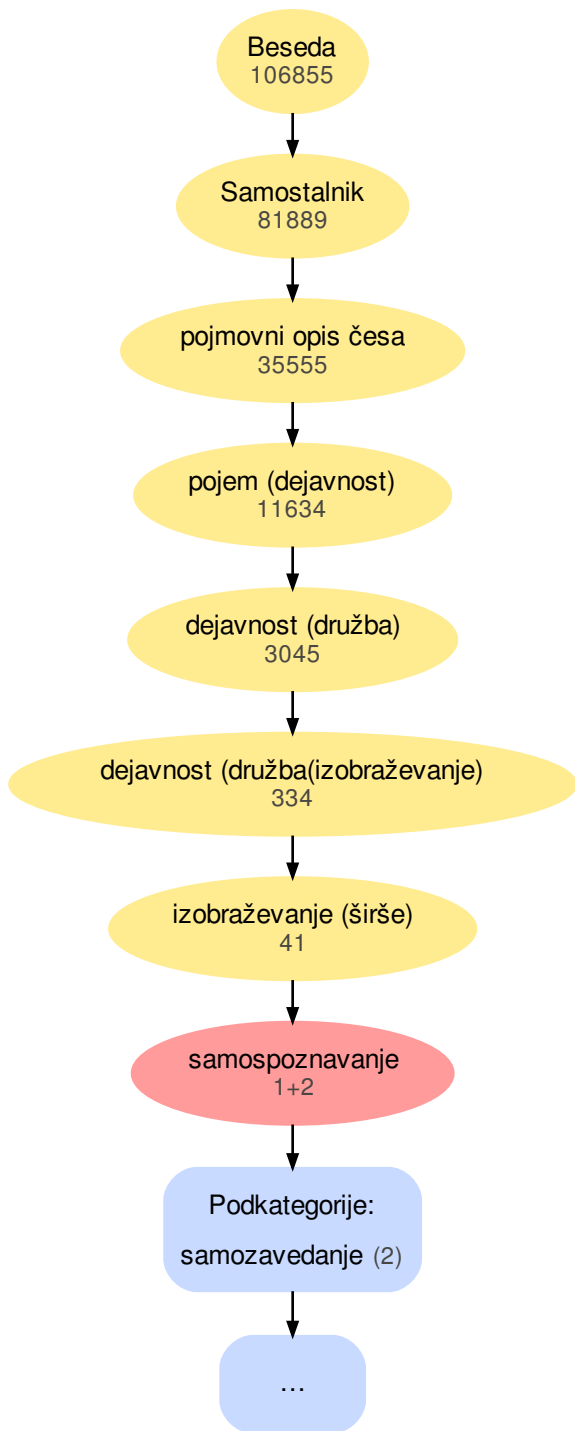 Beseda
106855
Samostalnik
81889
pojmovni opis česa
35555
pojem (dejavnost)
11634
dejavnost (družba)
3045
dejavnost (družba(izobraževanje)
334
izobraževanje (širše)
41
samospoznavanje
1+2
Podkategorije:
samozavedanje (2)
...